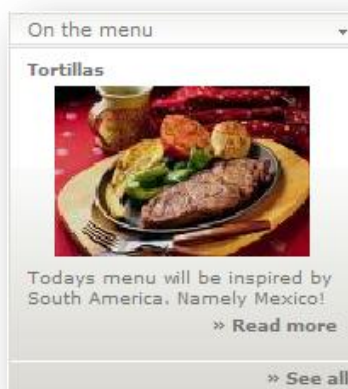 On the menu
Tortillas
Todays menu will be inspired by
South America. Namely Mexico!
» Read more
» See all